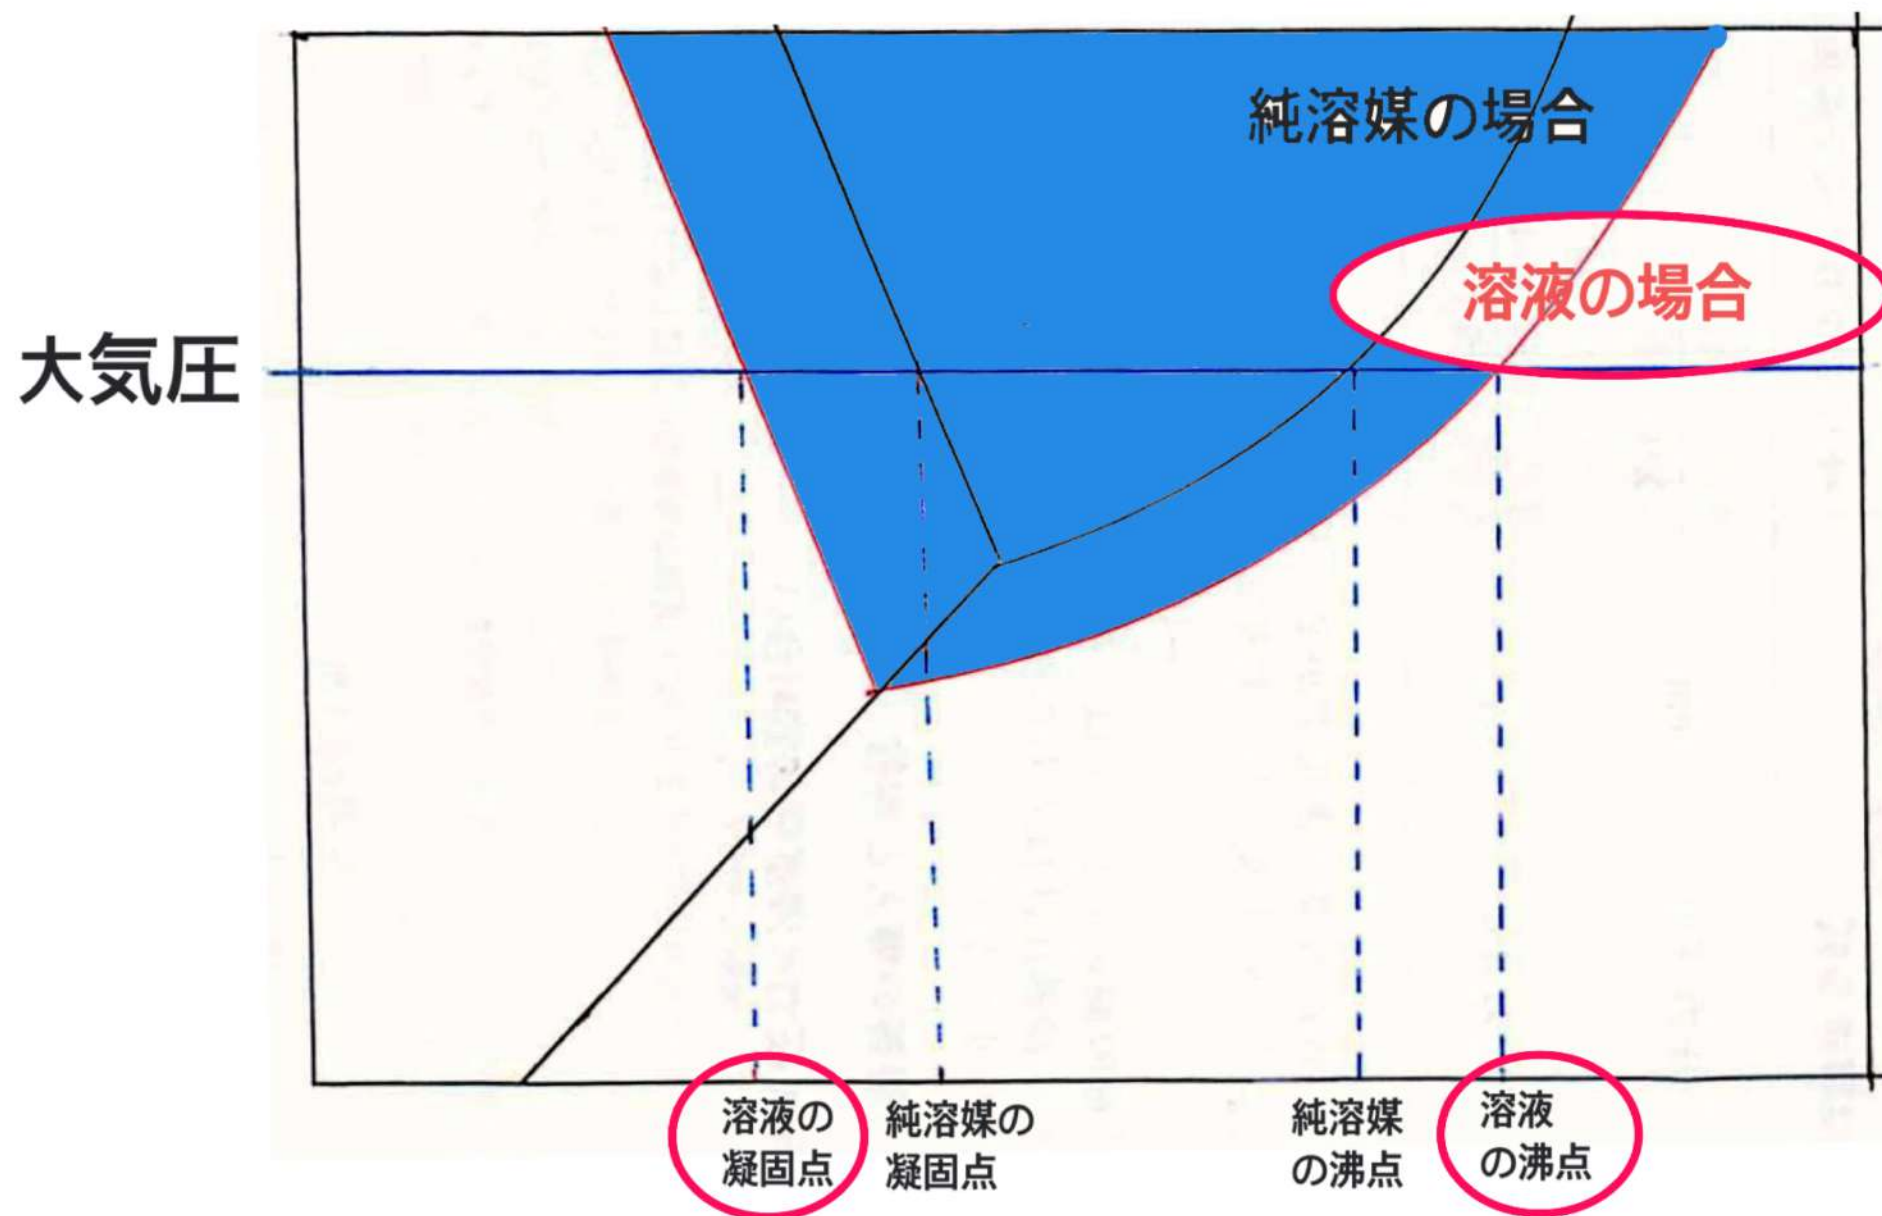 純溶媒の場合
溶液の場合
大気圧
溶液の
凝固点
純溶媒の
凝固点
純溶媒
の沸点
溶液
の沸点